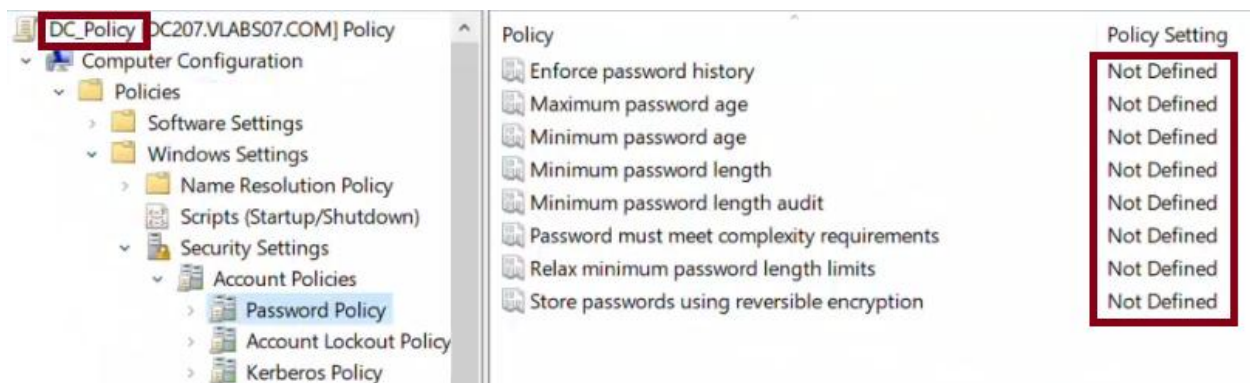 DC_Policy [DC207.VLABS07.COM] Policy
Computer Configuration
Policies
Software Settings
Windows Settings
Name Resolution Policy
Scripts (Startup/Shutdown)
Security Settings
Account Policies
Password Policy
Account Lockout Policy
Kerberos Policy
Policy Policy Setting
Enforce password history Not Defined
Maximum password age Not Defined
Minimum password age Not Defined
Minimum password length Not Defined
Minimum password length audit Not Defined
Password must meet complexity requirements Not Defined
Relax minimum password length limits Not Defined
Store passwords using reversible encryption Not Defined